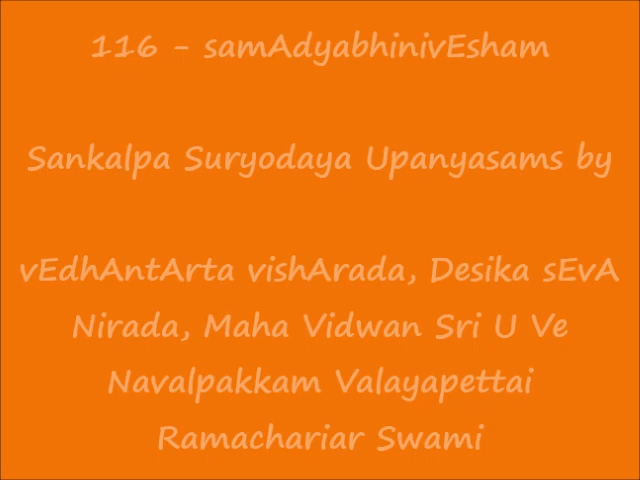 116 - samAdyabhinivEsham
Sankalpa Suryodaya Upanyasams by
vEdhAntArta vishArada, Desika sEvA
Nirada, Maha Vidwan Sri U Ve
Navalpakkam Valayapettai
Ramachariar Swami